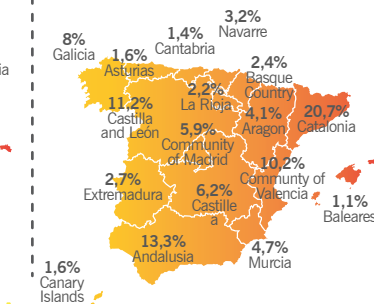 3,2%
Navarre
1,4%
Cantabria
8%
Galicia
1,6%
Asturias
2,4%
Basque
Country
2,2%
La Rioja
11,2%
Castilla
and León
4,1%
Aragon
20,7%
Catalonia
5,9%
Community
of Madrid
10,2%
Communty of
Valencia
2,7%
Extremadura
6,2%
Castille
a
1,1%
Baleares
13,3%
Andalusia
4,7%
Murcia
1,6%
Canary
Islands